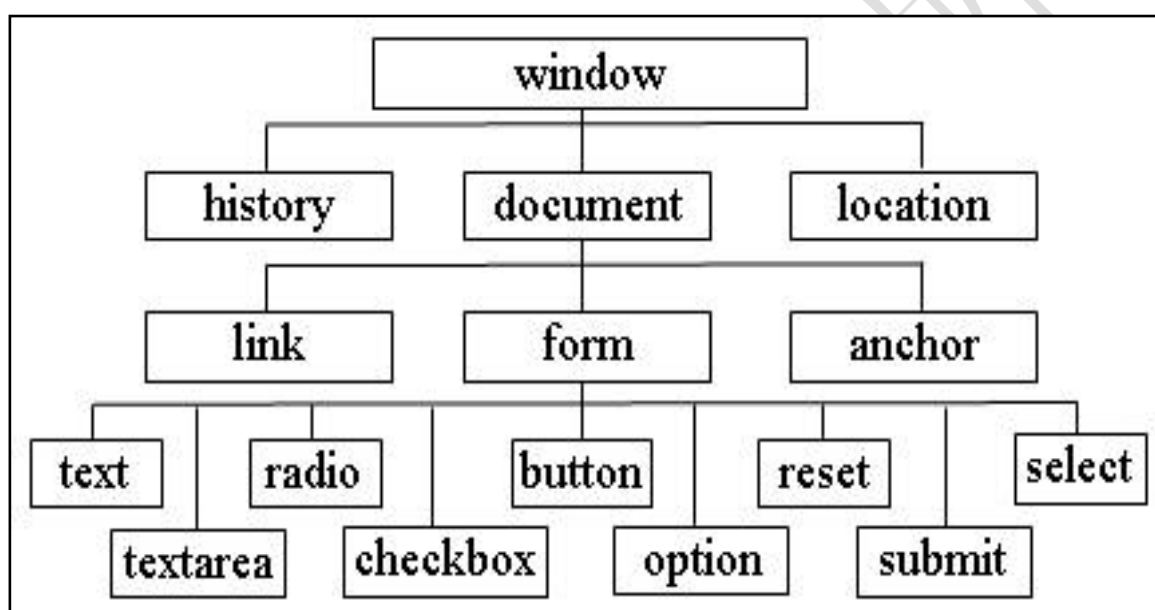 window
history document location
link form anchor
text radio button reset select
textarea checkbox option submit